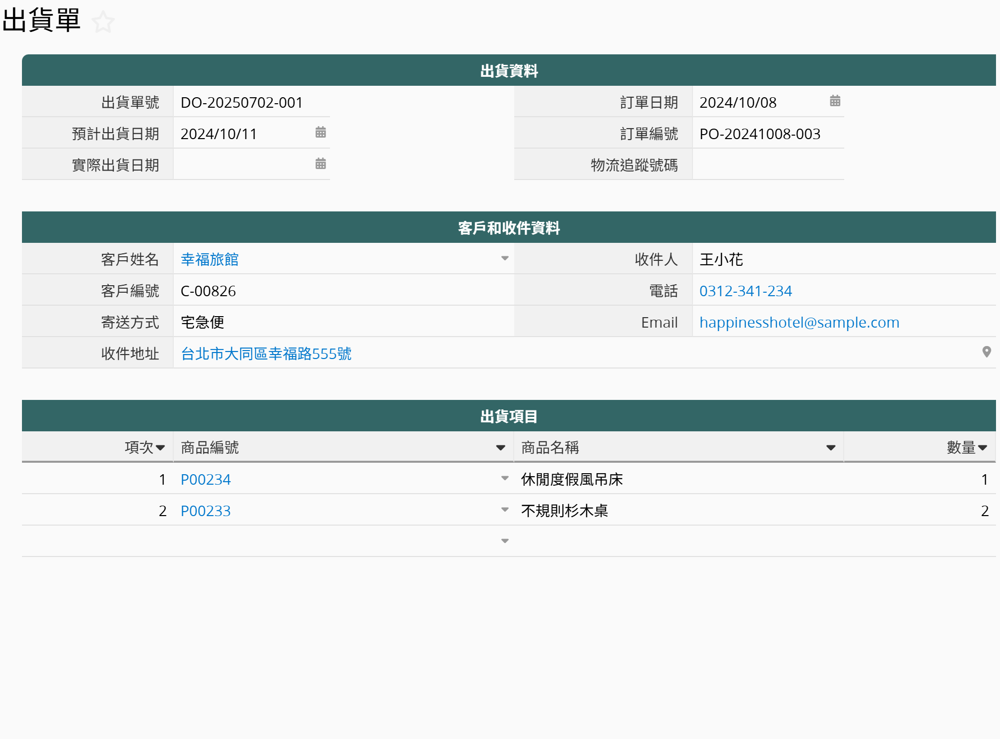 出貨單
出貨資料
出貨單號 DO-20250702-001 訂單日期 2024/10/08
預計出貨日期 2024/10/11 訂單編號 PO-20241008-003
實際出貨日期 物流追蹤號碼
客戶和收件資料
客戶姓名 幸福旅館 收件人 王小花
客戶編號 C-00826 電話 0312-341-234
寄送方式 宅急便 Email happinesshotel@sample.com
收件地址 台北市大同區幸福路555號
出貨項目
項次 商品編號 商品名稱 數量
1 P00234 休閒度假風吊床 1
2 P00233 不規則杉木桌 2